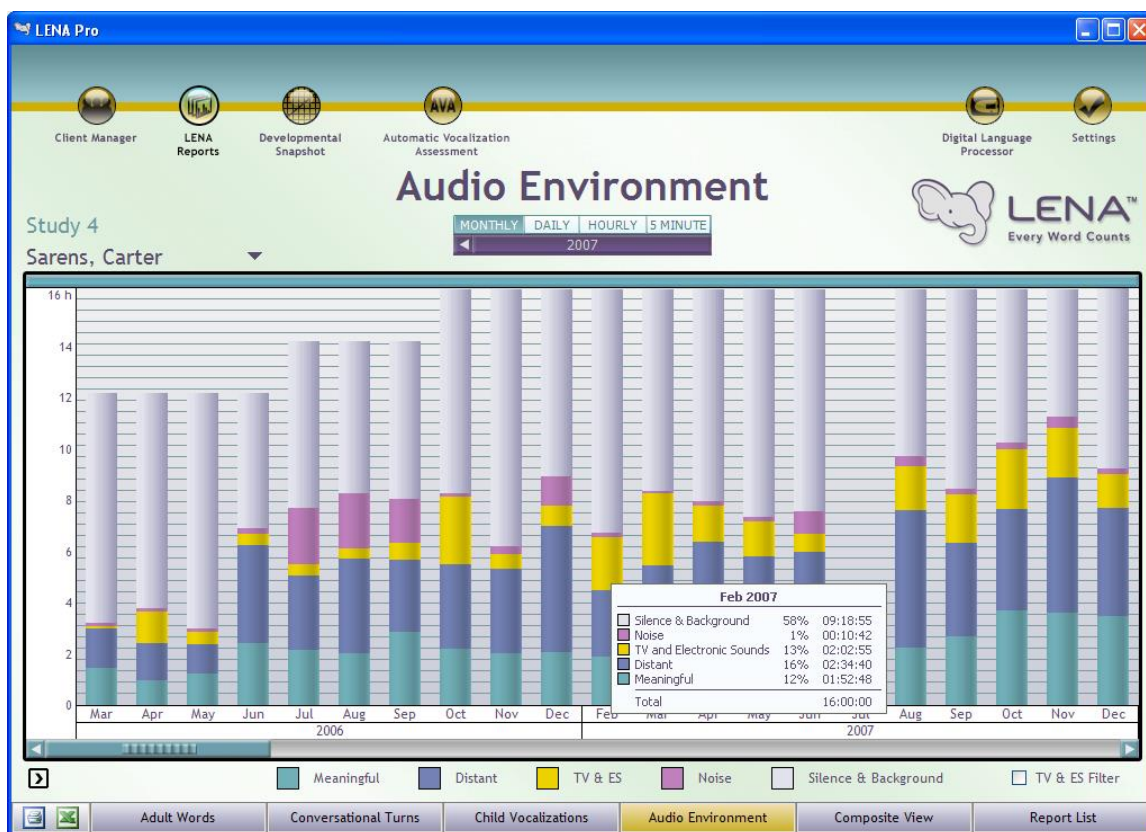 LENA Pro
Client Manager
LENA Reports
Developmental Snapshot
AVA
Automatic Vocalization Assessment
Digital Language Processor
Settings
Audio Environment
LENA™
Every Word Counts
Study 4
MONTHLY DAILY HOURLY 5 MINUTE
2007
Sarens, Carter
16 h
14
12
10
8
6
4
2
0
Feb 2007
Silence & Background 58% 09:18:55
Noise 1% 00:10:42
TV and Electronic Sounds 13% 02:02:55
Distant 16% 02:34:40
Meaningful 12% 01:52:48
Total 16:00:00
Mar Apr May Jun Jul Aug Sep Oct Nov Dec Feb Mar Apr May Jun Jul Aug Sep Oct Nov Dec
2006 2007
Meaningful Distant TV & ES Noise Silence & Background TV & ES Filter
Adult Words Conversational Turns Child Vocalizations Audio Environment Composite View Report List